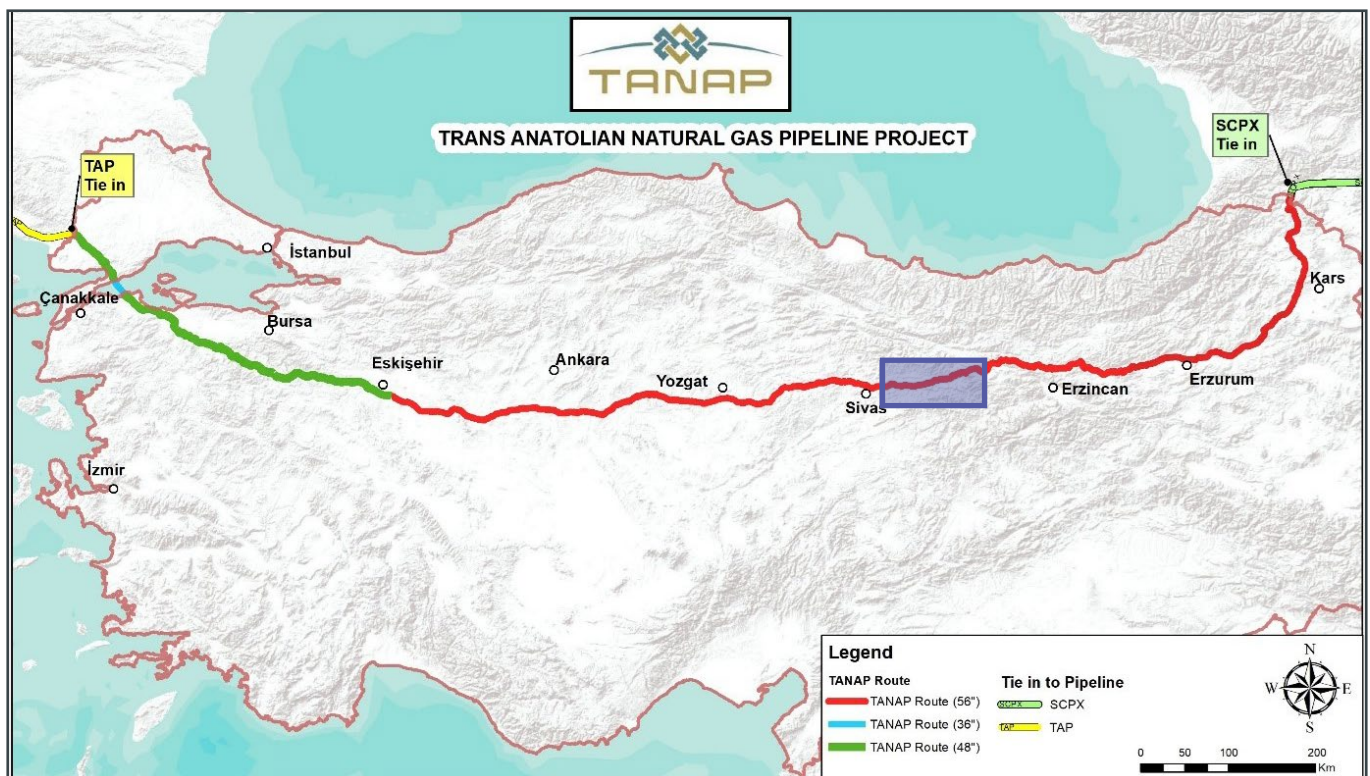 TANAP
TRANS ANATOLIAN NATURAL GAS PIPELINE PROJECT
TAP
Tie in
SCPX
Tie in
İstanbul
Çanakkale
Bursa
Kars
Eskişehir
Ankara
Yozgat
Sivas
Erzincan
Erzurum
İzmir
Legend
TANAP Route
TANAP Route (56")
TANAP Route (36")
TANAP Route (48")
Tie in to Pipeline
SCPX SCPX
TAP TAP
N
W E
S
0 50 100 200
Km